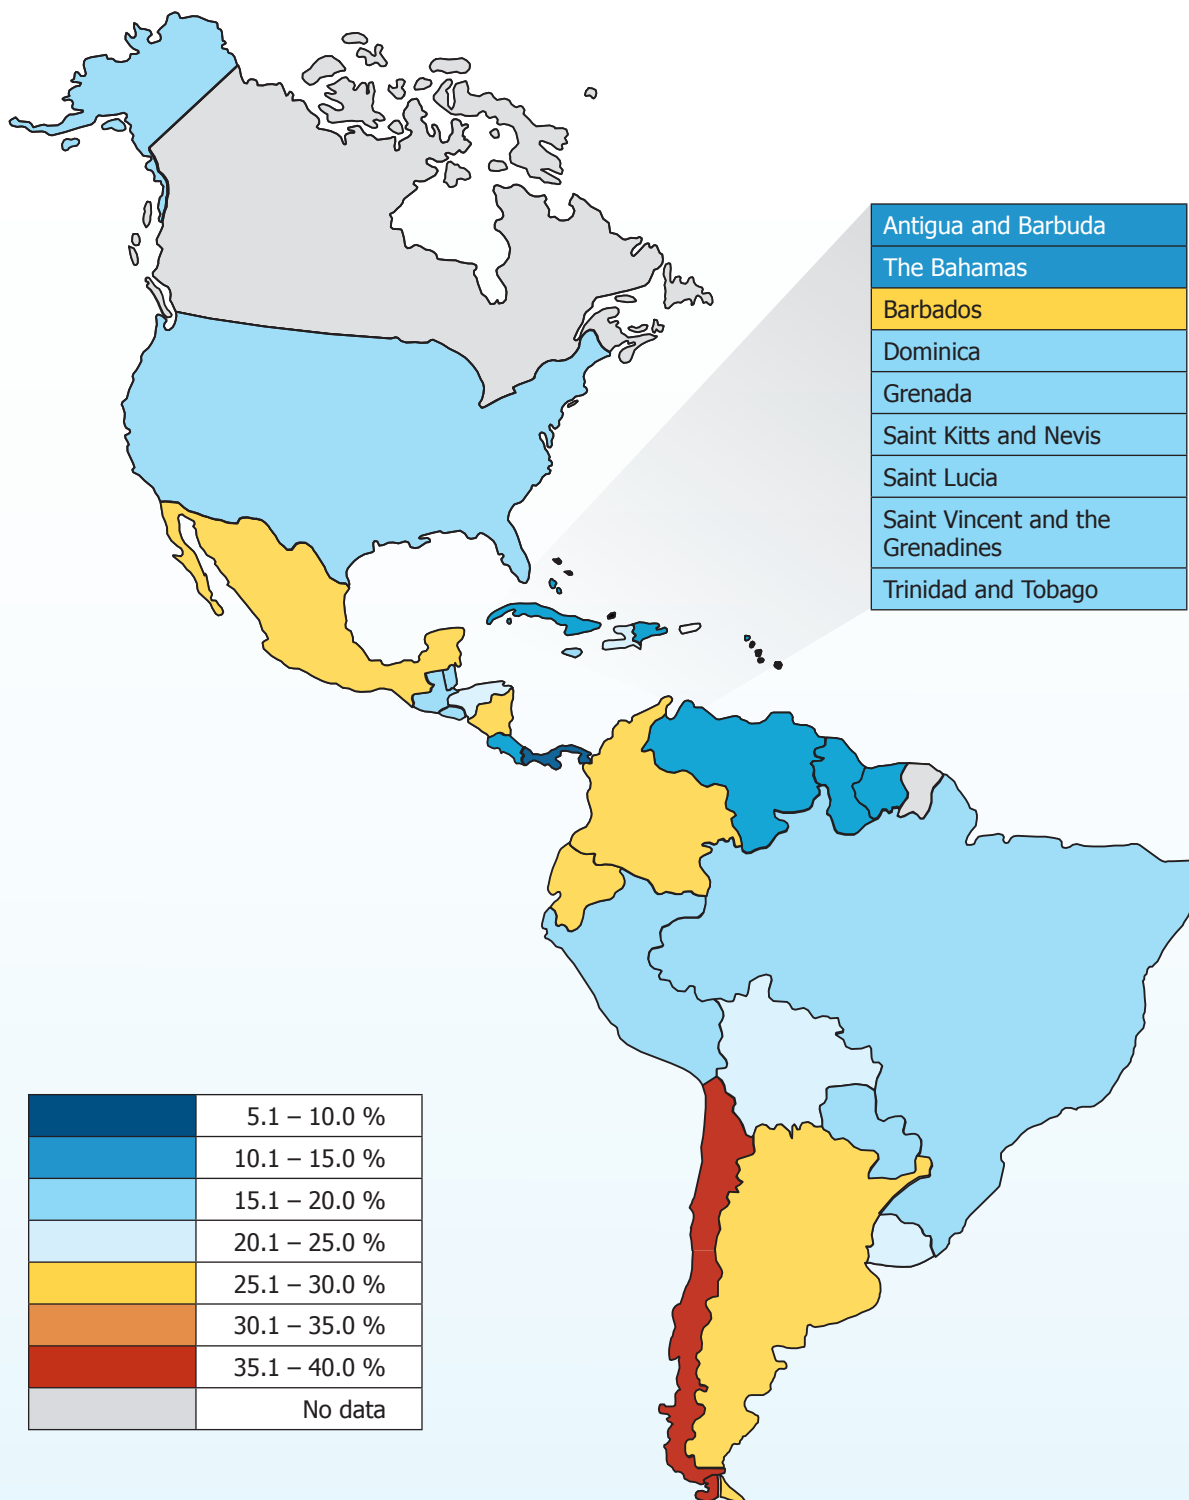 Antigua and Barbuda
The Bahamas
Barbados
Dominica
Grenada
Saint Kitts and Nevis
Saint Lucia
Saint Vincent and the
Grenadines
Trinidad and Tobago
5.1 – 10.0 %
10.1 – 15.0 %
15.1 – 20.0 %
20.1 – 25.0 %
25.1 – 30.0 %
30.1 – 35.0 %
35.1 – 40.0 %
No data